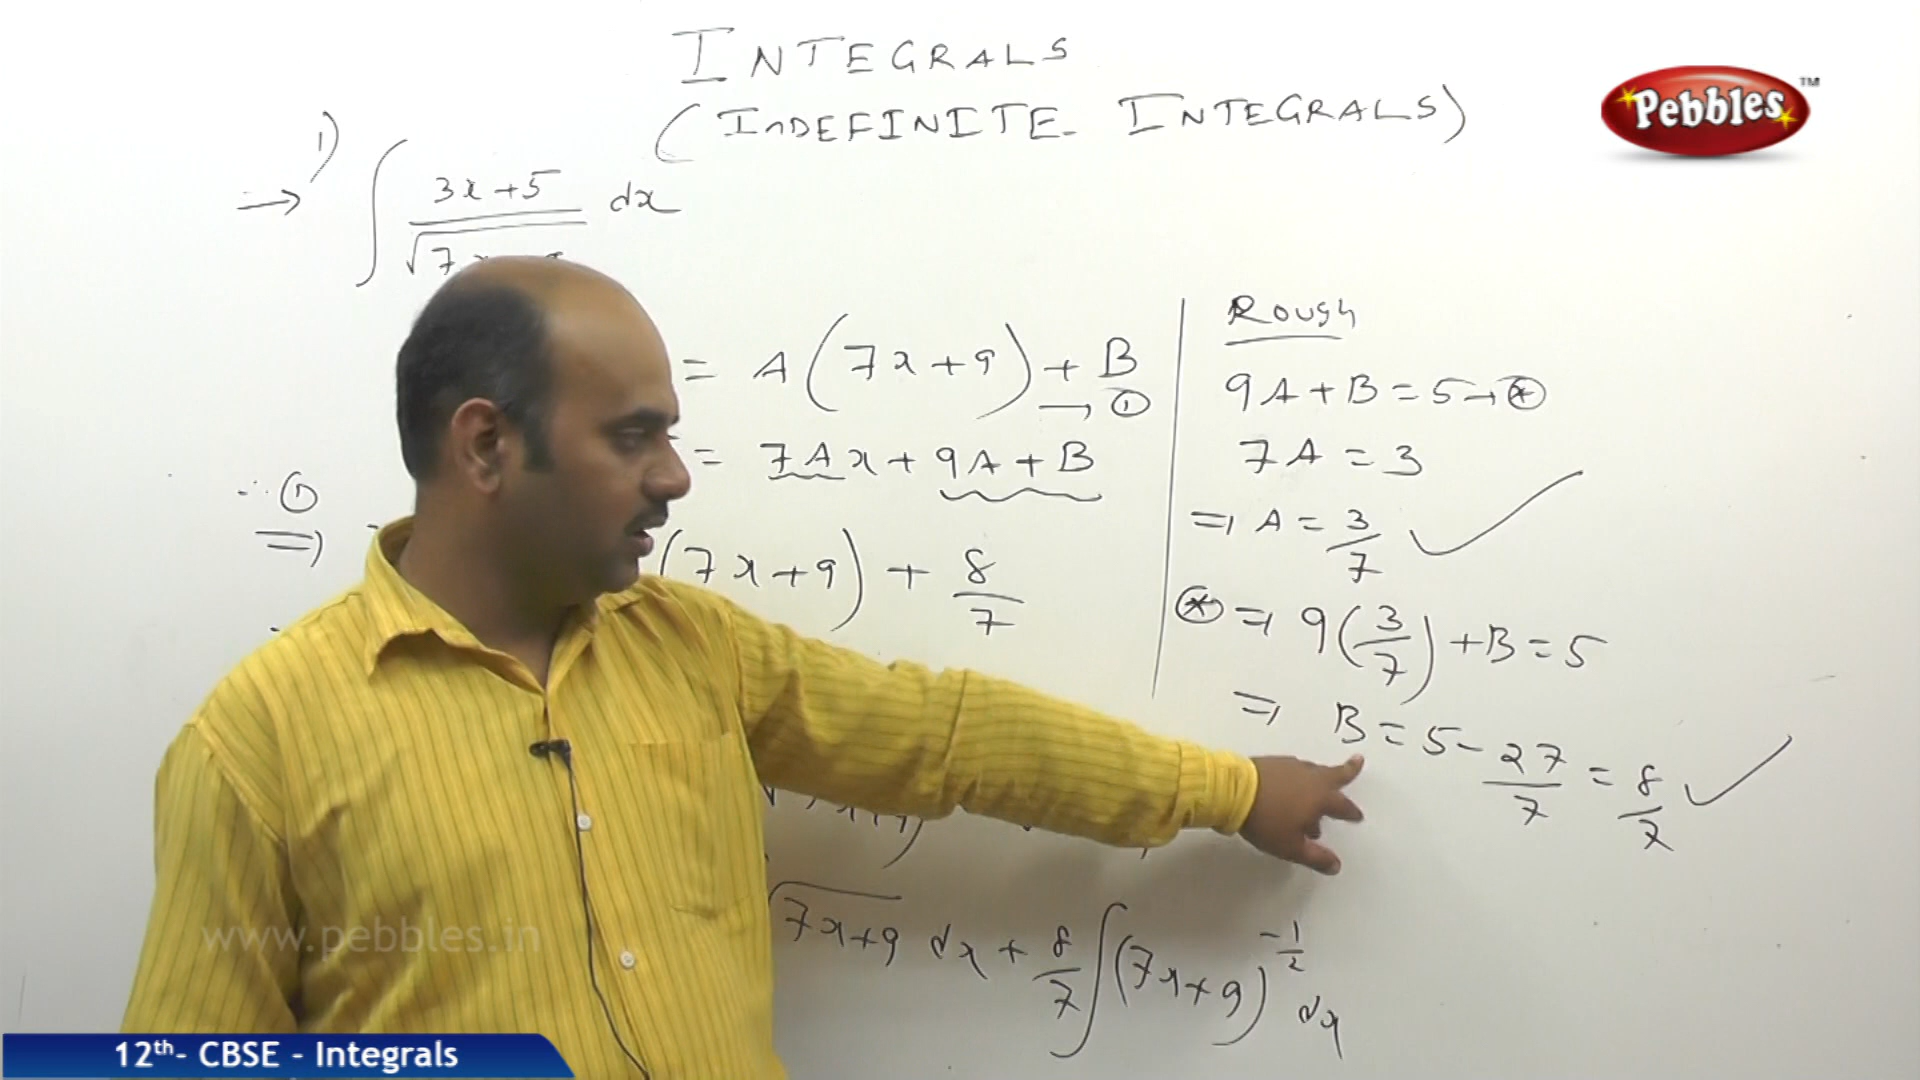 INTEGRALS
(INDEFINITE INTEGRALS)
Pebbles™
1)
→ ∫ 3x+5 / √7x dx
= A(7x+9) + B
→ ①
= 7Ax + 9A + B
∴ ①
⇒ (7x+9) + 8/7
√7x+9 dx + 8/7 ∫(7x+9)^-1/2 dx
Rough
9A + B = 5 → ⊛
7A = 3
⇒ A = 3/7 ✓
⊛ ⇒ 9(3/7) + B = 5
⇒ B = 5 - 27/7 = 8/7 ✓
www.pebbles.in
12th- CBSE - Integrals